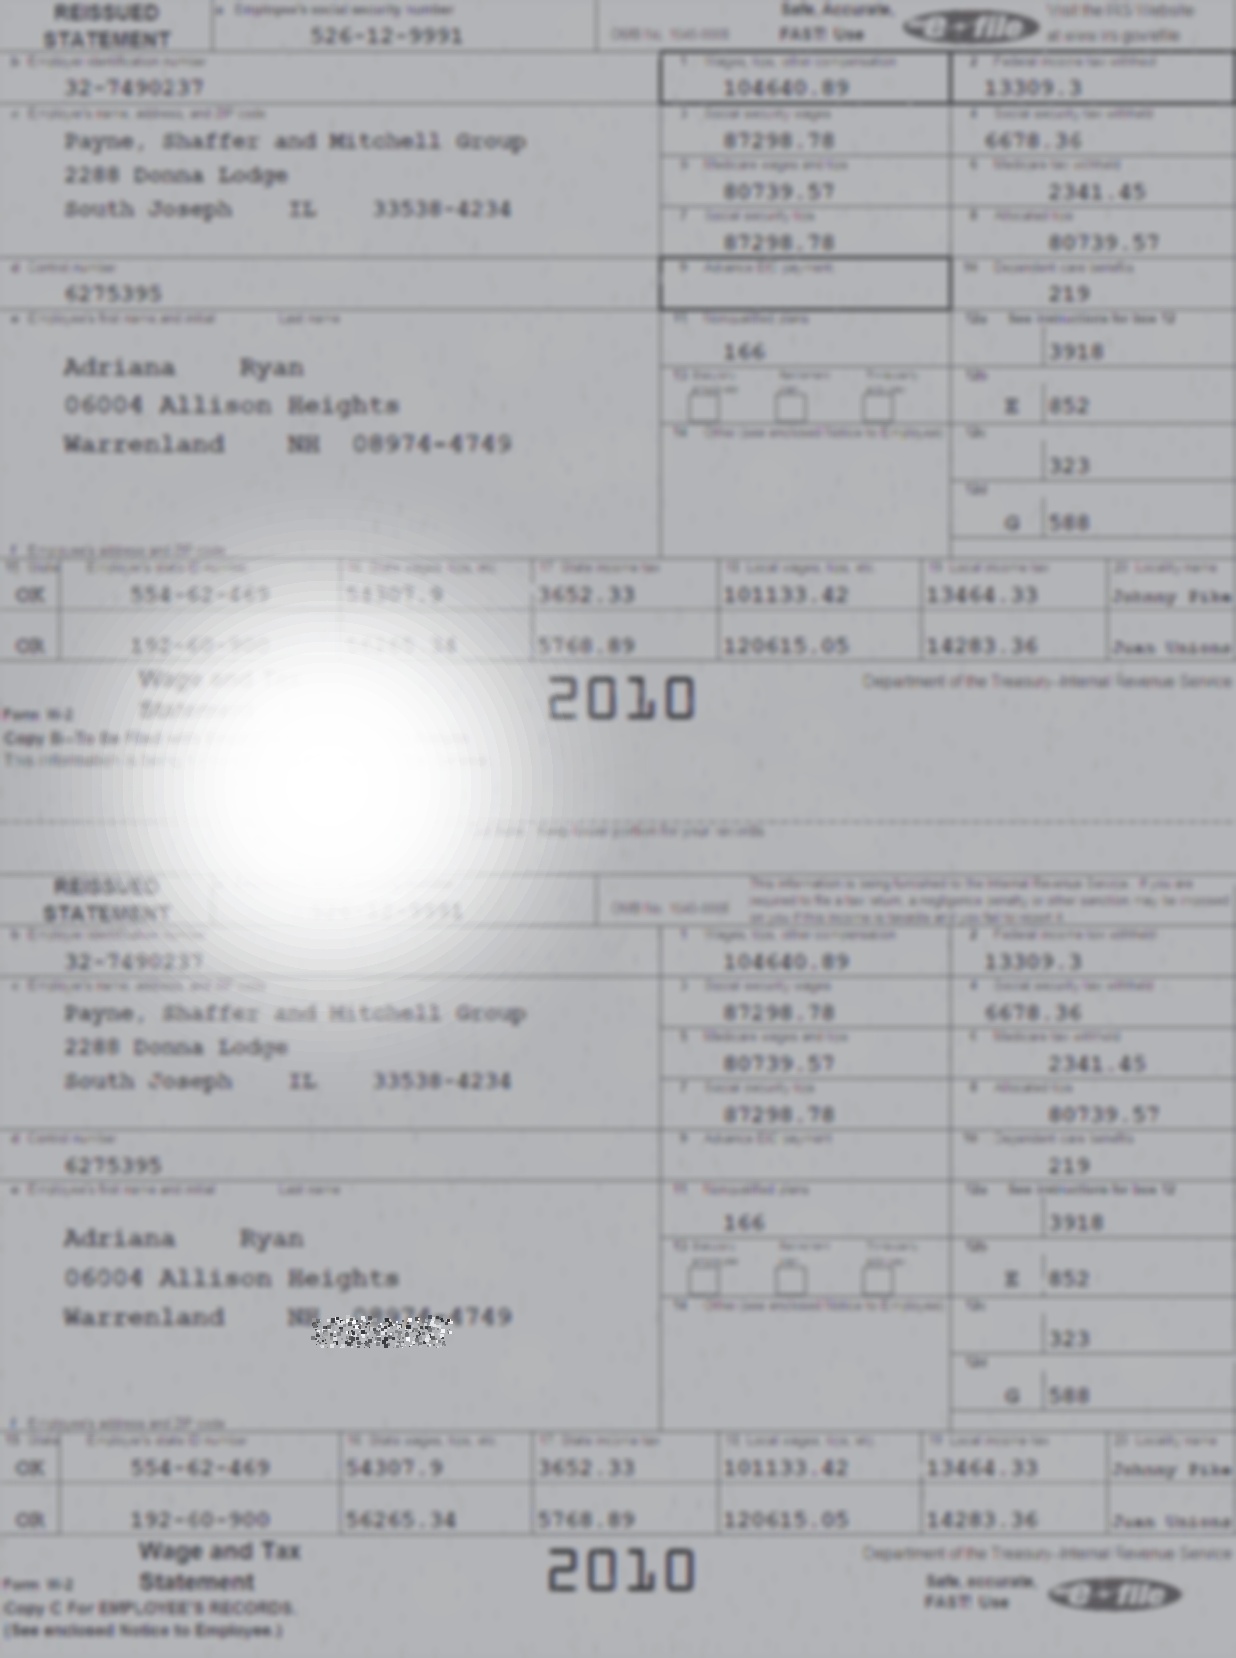 REISSUED STATEMENT
a Employee's social security number
526-12-9991
OMB No. 1545-0008
Safe, Accurate, FAST! Use
e-file
Visit the IRS Website at www.irs.gov/efile
b Employer identification number
32-7490237
1 Wages, tips, other compensation
104640.89
2 Federal income tax withheld
13309.3
c Employer's name, address, and ZIP code
Payne, Shaffer and Mitchell Group
2288 Donna Lodge
South Joseph IL 33538-4234
3 Social security wages
87298.78
4 Social security tax withheld
6678.36
5 Medicare wages and tips
80739.57
6 Medicare tax withheld
2341.45
7 Social security tips
87298.78
8 Allocated tips
80739.57
d Control number
6275395
9 Advance EIC payment
10 Dependent care benefits
219
e Employee's first name and initial Last name
Adriana Ryan
06004 Allison Heights
Warrenland NH 08974-4749
11 Nonqualified plans
166
12a See instructions for box 12
3918
13
12b
E 852
14 Other (see enclosed Notice to Employee)
12c
323
12d
G 588
f Employee's address and ZIP code
15 State Employer's state ID number 16 State wages, tips, etc. 17 State income tax 18 Local wages, tips, etc. 19 Local income tax 20 Locality name
OK 554-62-469 54307.9 3652.33 101133.42 13464.33 Johnny Pike
OR 192-60-900 56265.34 5768.89 120615.05 14283.36 Juan Unions
Wage and Tax
Statement
2010
Department of the Treasury-Internal Revenue Service
Form W-2
Copy B-To Be Filed
This information is being
Keep lower portion for your records.
REISSUED STATEMENT
12-9991
OMB No. 1545-0008
This information is being furnished to the Internal Revenue Service. If you are
required to file a tax return, a negligence penalty or other sanction may be imposed
on you if this income is taxable and you fail to report it.
b Employer identification number
32-7490237
1 Wages, tips, other compensation
104640.89
2 Federal income tax withheld
13309.3
c Employer's name, address, and ZIP code
Payne, Shaffer and Mitchell Group
2288 Donna Lodge
South Joseph IL 33538-4234
3 Social security wages
87298.78
4 Social security tax withheld
6678.36
5 Medicare wages and tips
80739.57
6 Medicare tax withheld
2341.45
7 Social security tips
87298.78
8 Allocated tips
80739.57
d Control number
6275395
9 Advance EIC payment
10 Dependent care benefits
219
e Employee's first name and initial Last name
Adriana Ryan
06004 Allison Heights
Warrenland NH 08974-4749
11 Nonqualified plans
166
12a See instructions for box 12
3918
13
12b
E 852
14 Other (see enclosed Notice to Employee)
12c
323
12d
G 588
f Employee's address and ZIP code
15 State Employer's state ID number 16 State wages, tips, etc. 17 State income tax 18 Local wages, tips, etc. 19 Local income tax 20 Locality name
OK 554-62-469 54307.9 3652.33 101133.42 13464.33 Johnny Pike
OR 192-60-900 56265.34 5768.89 120615.05 14283.36 Juan Unions
Wage and Tax
Statement
2010
Department of the Treasury-Internal Revenue Service
Form W-2
Copy C For EMPLOYEE'S RECORDS.
(See enclosed Notice to Employee.)
Safe, accurate, FAST! Use
e-file